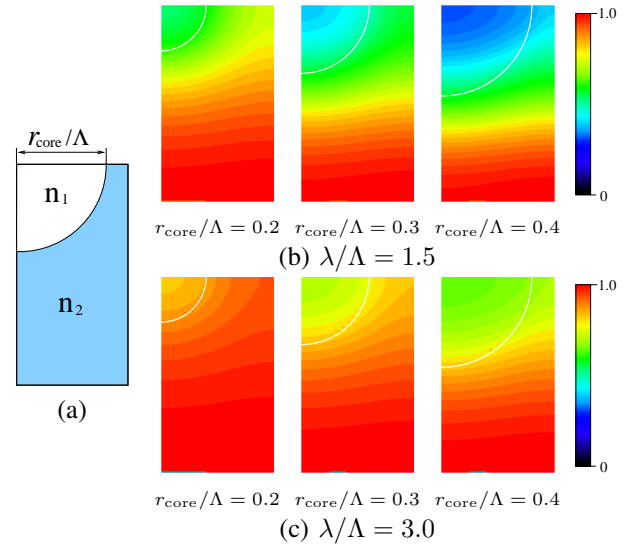 r_core/Λ
n₁
n₂
(a)
1.0
0
r_core/Λ = 0.2 r_core/Λ = 0.3 r_core/Λ = 0.4
(b) λ/Λ = 1.5
1.0
0
r_core/Λ = 0.2 r_core/Λ = 0.3 r_core/Λ = 0.4
(c) λ/Λ = 3.0